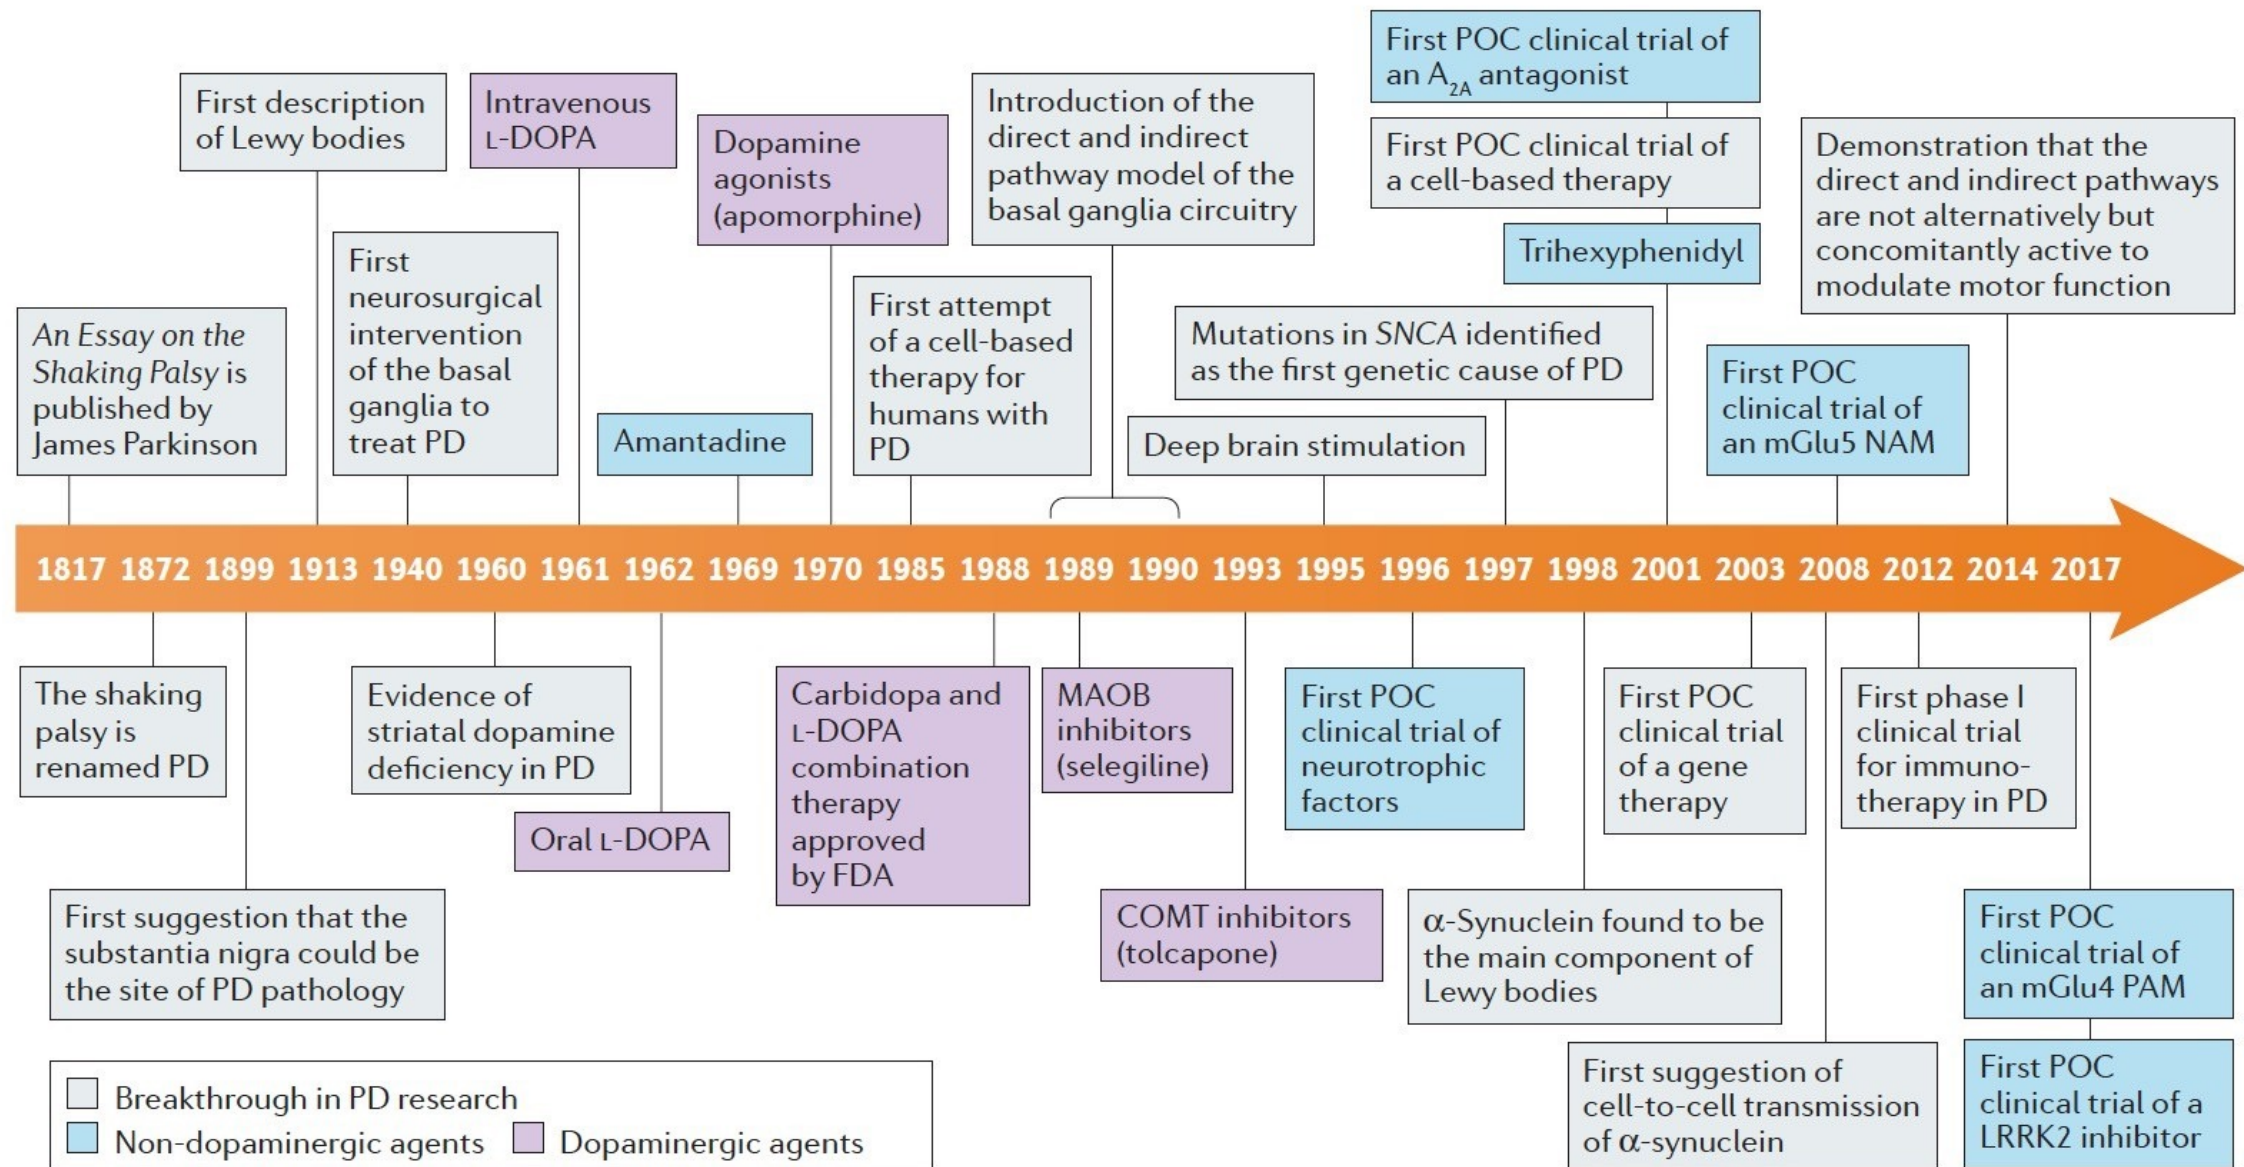 First POC clinical trial of
an A2A antagonist
First description
of Lewy bodies
Intravenous
L-DOPA
Dopamine
agonists
(apomorphine)
Introduction of the
direct and indirect
pathway model of the
basal ganglia circuitry
First POC clinical trial of
a cell-based therapy
Demonstration that the
direct and indirect pathways
are not alternatively but
concomitantly active to
modulate motor function
Trihexyphenidyl
First
neurosurgical
intervention
of the basal
ganglia to
treat PD
First attempt
of a cell-based
therapy for
humans with
PD
An Essay on the
Shaking Palsy is
published by
James Parkinson
Mutations in SNCA identified
as the first genetic cause of PD
First POC
clinical trial of
an mGlu5 NAM
Amantadine
Deep brain stimulation
1817 1872 1899 1913 1940 1960 1961 1962 1969 1970 1985 1988 1989 1990 1993 1995 1996 1997 1998 2001 2003 2008 2012 2014 2017
The shaking
palsy is
renamed PD
Evidence of
striatal dopamine
deficiency in PD
Carbidopa and
L-DOPA
combination
therapy
approved
by FDA
MAOB
inhibitors
(selegiline)
First POC
clinical trial of
neurotrophic
factors
First POC
clinical trial
of a gene
therapy
First phase I
clinical trial
for immuno-
therapy in PD
Oral L-DOPA
First suggestion that the
substantia nigra could be
the site of PD pathology
COMT inhibitors
(tolcapone)
α-Synuclein found to be
the main component of
Lewy bodies
First POC
clinical trial of
an mGlu4 PAM
First suggestion of
cell-to-cell transmission
of α-synuclein
First POC
clinical trial of a
LRRK2 inhibitor
Breakthrough in PD research
Non-dopaminergic agents
Dopaminergic agents